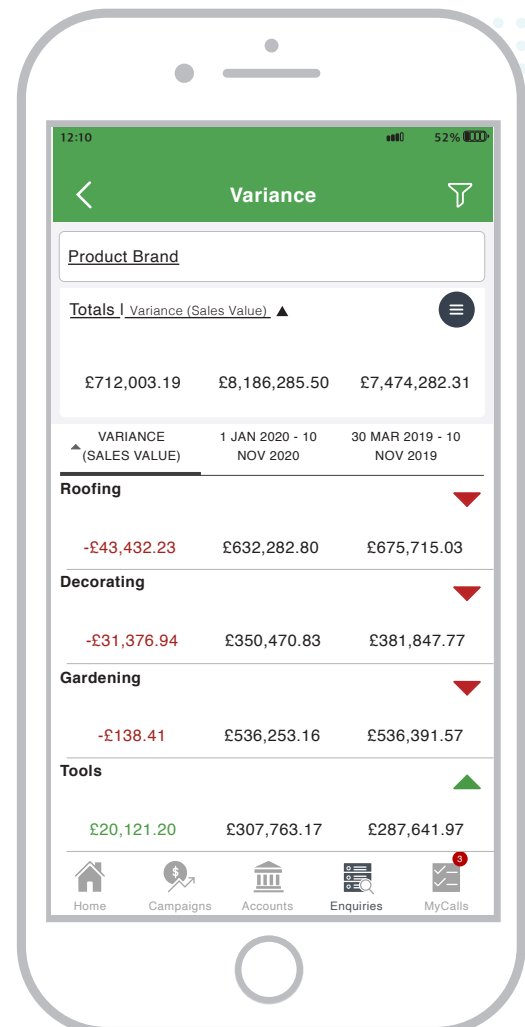 12:10 52%
Variance
Product Brand
Totals | Variance (Sales Value) ▲
£712,003.19 £8,186,285.50 £7,474,282.31
VARIANCE 1 JAN 2020 - 10 30 MAR 2019 - 10
(SALES VALUE) NOV 2020 NOV 2019
Roofing
-£43,432.23 £632,282.80 £675,715.03
Decorating
-£31,376.94 £350,470.83 £381,847.77
Gardening
-£138.41 £536,253.16 £536,391.57
Tools
£20,121.20 £307,763.17 £287,641.97
3
Home Campaigns Accounts Enquiries MyCalls